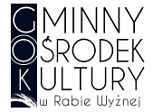 GMINNY
OŚRODEK
KULTURY
w Rabie Wyżnej